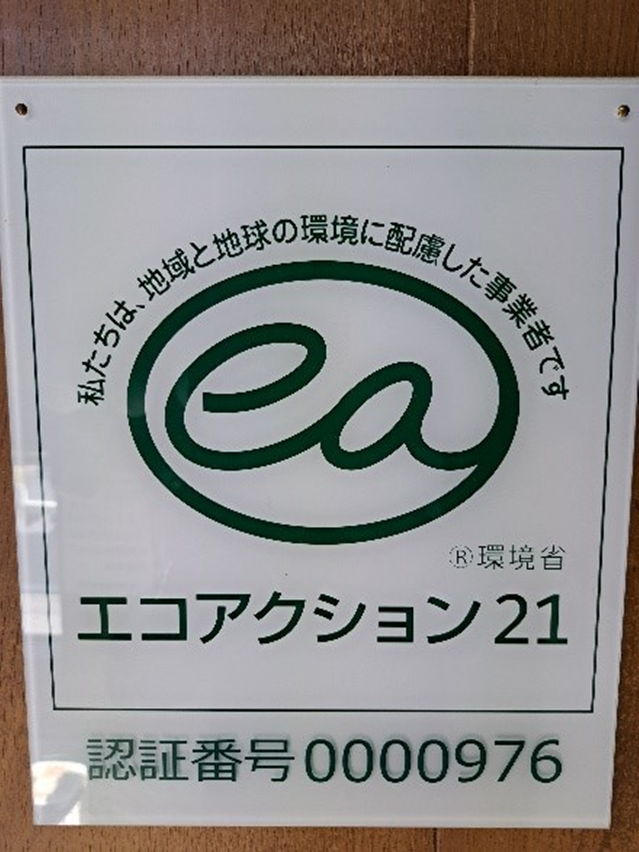 私たちは、地域と地球の環境に配慮した事業者です
ea
®環境省
エコアクション21
認証番号0000976